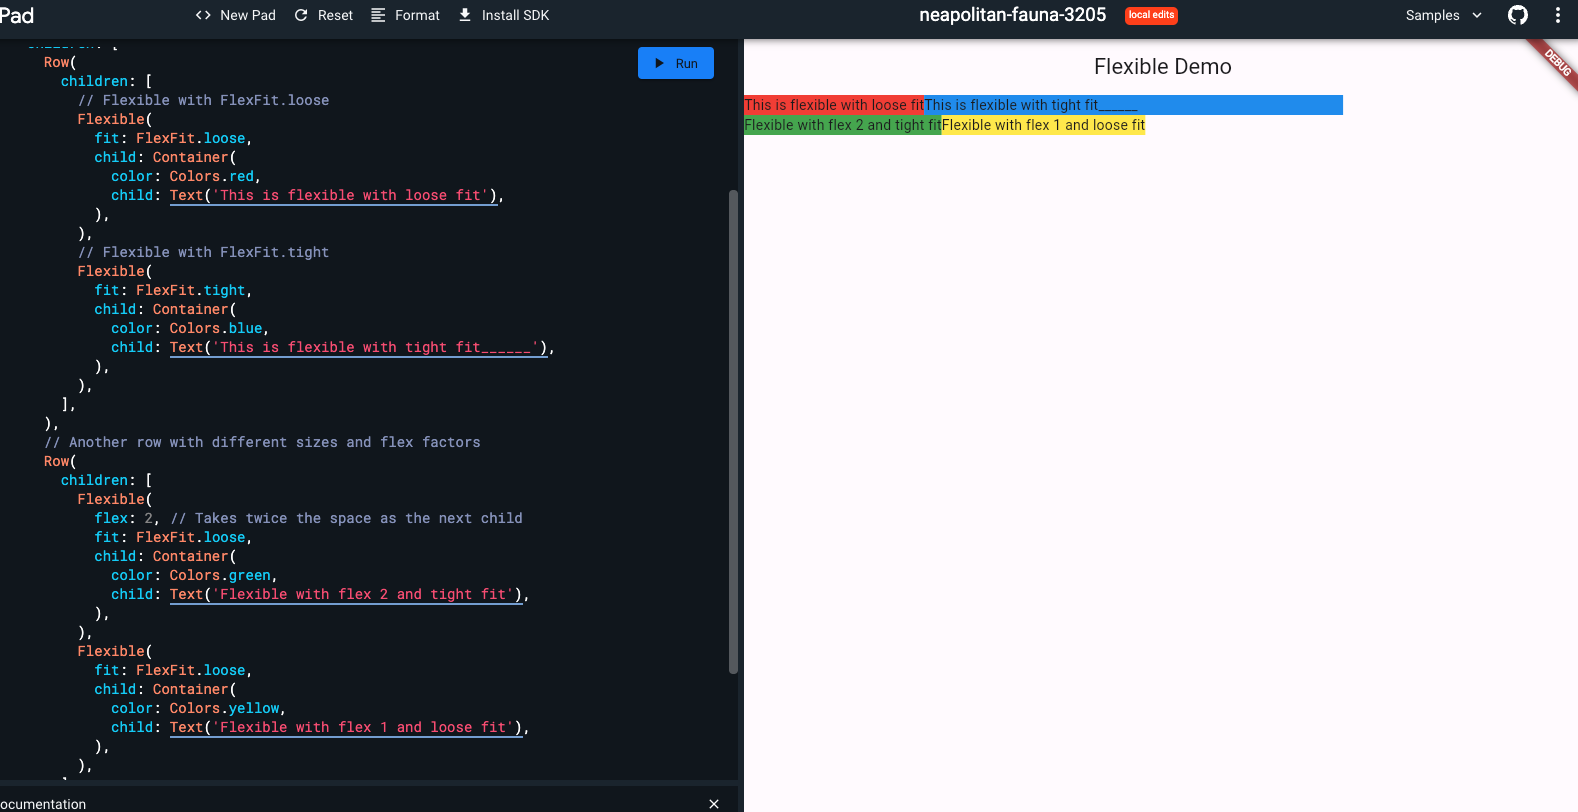 Pad
New Pad
Reset
Format
Install SDK
neapolitan-fauna-3205
local edits
Samples
Run
children: [
Row(
children: [
// Flexible with FlexFit.loose
Flexible(
fit: FlexFit.loose,
child: Container(
color: Colors.red,
child: Text('This is flexible with loose fit'),
),
),
// Flexible with FlexFit.tight
Flexible(
fit: FlexFit.tight,
child: Container(
color: Colors.blue,
child: Text('This is flexible with tight fit______'),
),
),
],
),
// Another row with different sizes and flex factors
Row(
children: [
Flexible(
flex: 2, // Takes twice the space as the next child
fit: FlexFit.loose,
child: Container(
color: Colors.green,
child: Text('Flexible with flex 2 and tight fit'),
),
),
Flexible(
fit: FlexFit.loose,
child: Container(
color: Colors.yellow,
child: Text('Flexible with flex 1 and loose fit'),
),
),
ocumentation
Flexible Demo
DEBUG
This is flexible with loose fitThis is flexible with tight fit______
Flexible with flex 2 and tight fitFlexible with flex 1 and loose fit